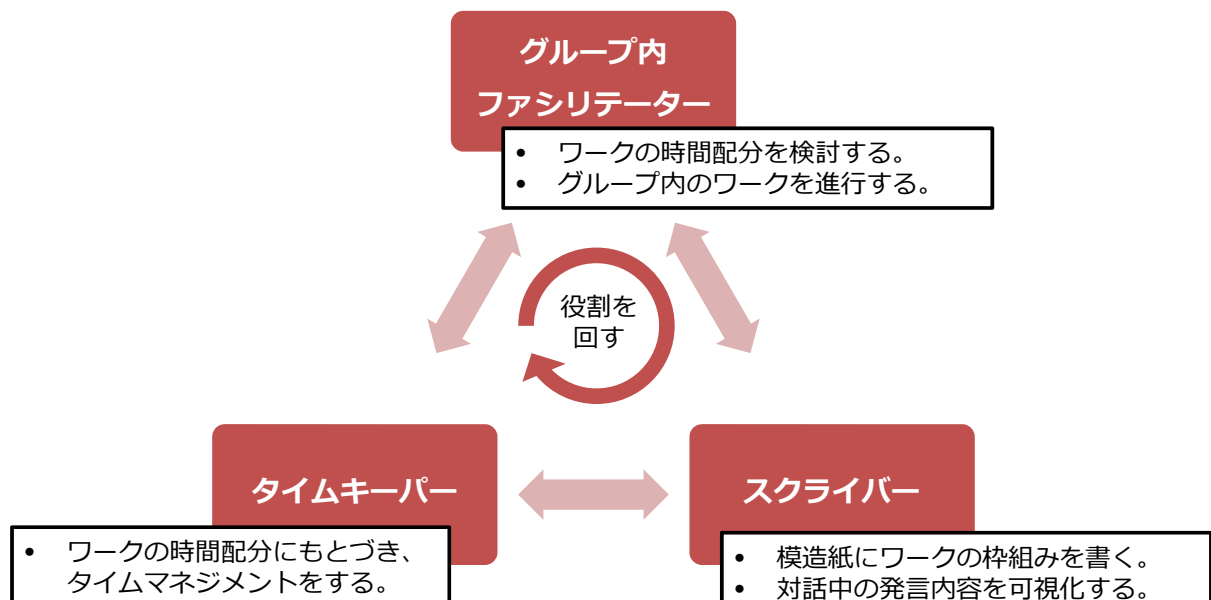 グループ内
ファシリテーター
• ワークの時間配分を検討する。
• グループ内のワークを進行する。
役割を
回す
タイムキーパー
• ワークの時間配分にもとづき、
タイムマネジメントをする。
スクライバー
• 模造紙にワークの枠組みを書く。
• 対話中の発言内容を可視化する。